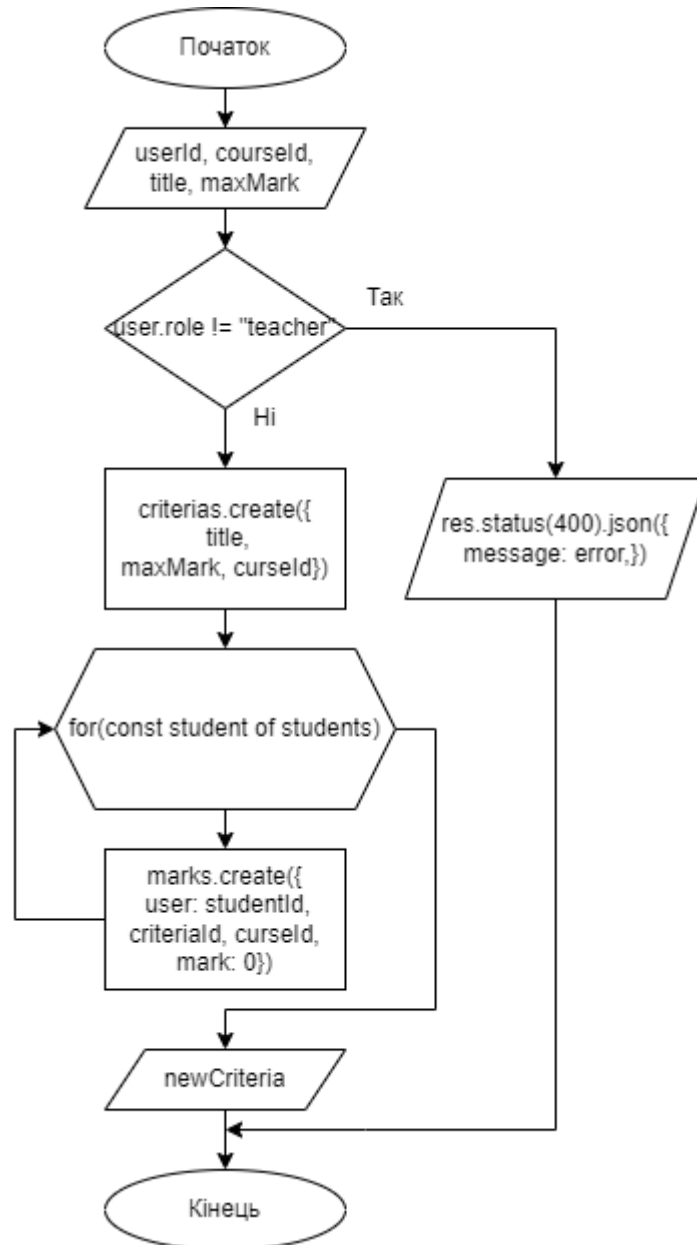 Початок
userId, courseId,
title, maxMark
user.role != "teacher"
Так
Ні
criterias.create({
title,
maxMark, curseId})
res.status(400).json({
message: error,})
for(const student of students)
marks.create({
user: studentId,
criteriaId, curseId,
mark: 0})
newCriteria
Кінець